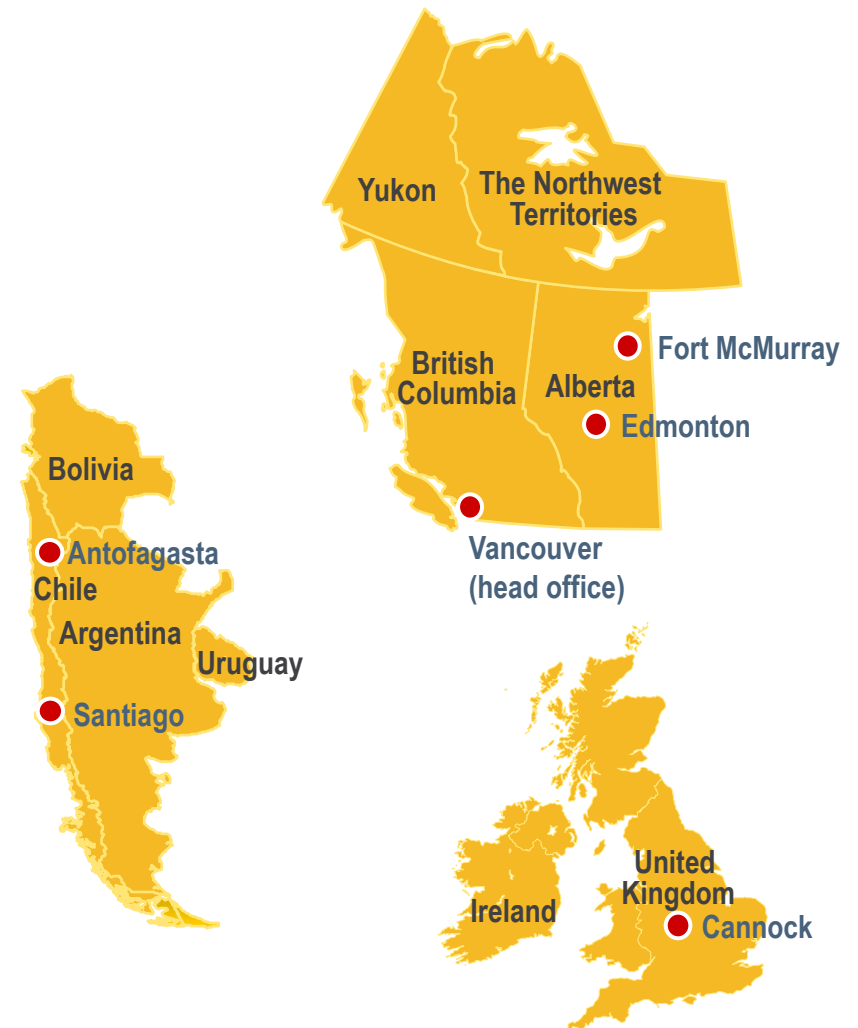 Yukon
The Northwest
Territories
British
Columbia
Alberta
Fort McMurray
Edmonton
Vancouver
(head office)
Bolivia
Antofagasta
Chile
Argentina
Uruguay
Santiago
United
Kingdom
Ireland
Cannock